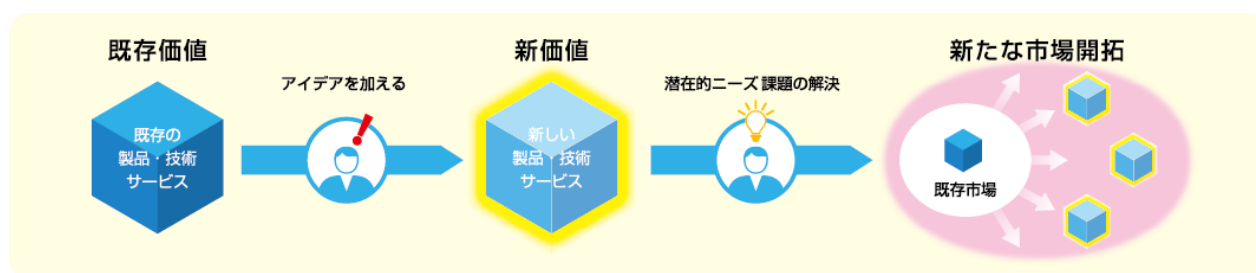 既存価値
既存の
製品・技術
サービス
アイデアを加える
新価値
新しい
製品・技術
サービス
潜在的ニーズ 課題の解決
新たな市場開拓
既存市場